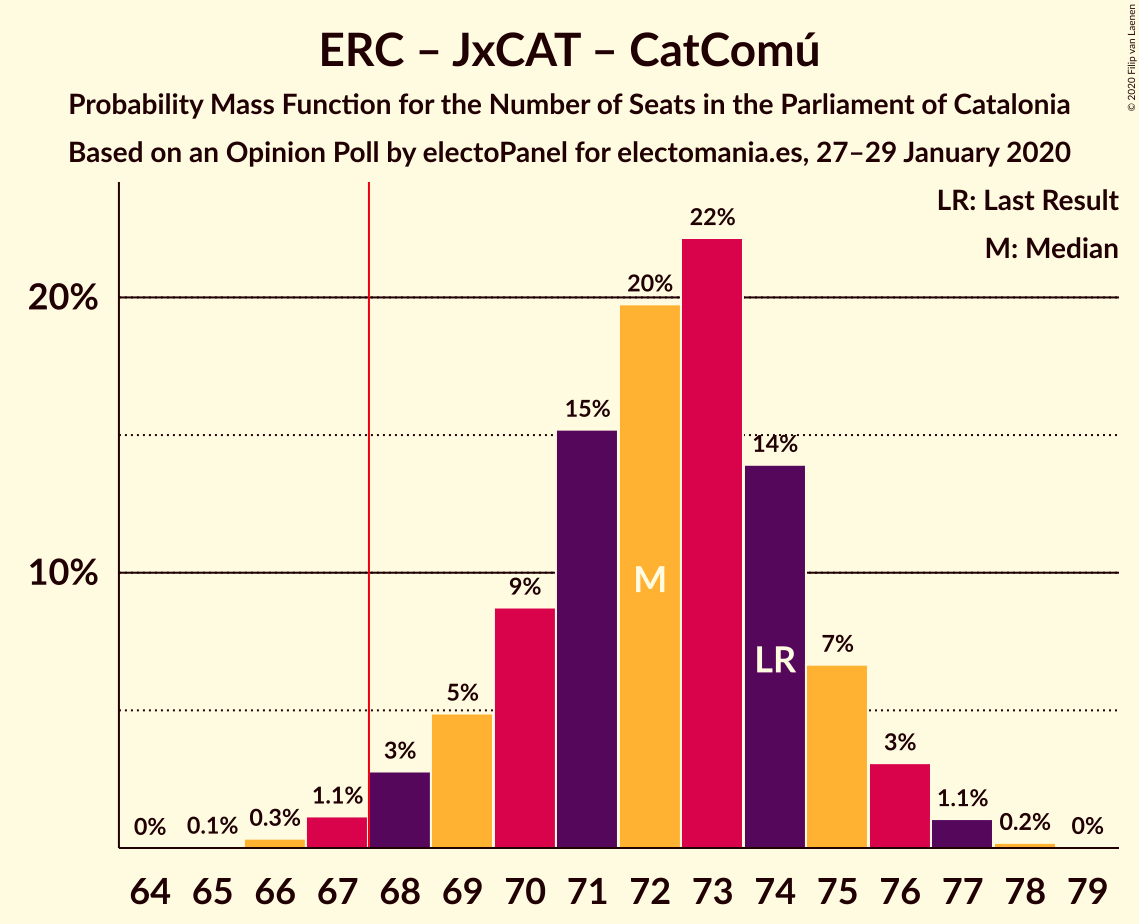 ERC – JxCAT – CatComú
Probability Mass Function for the Number of Seats in the Parliament of Catalonia
Based on an Opinion Poll by electoPanel for electomania.es, 27–29 January 2020
© 2020 Filip van Laenen
LR: Last Result
M: Median
20%
10%
0%
0.1%
0.3%
1.1%
3%
5%
9%
15%
20%
22%
14%
7%
3%
1.1%
0.2%
0%
M
LR
64 65 66 67 68 69 70 71 72 73 74 75 76 77 78 79